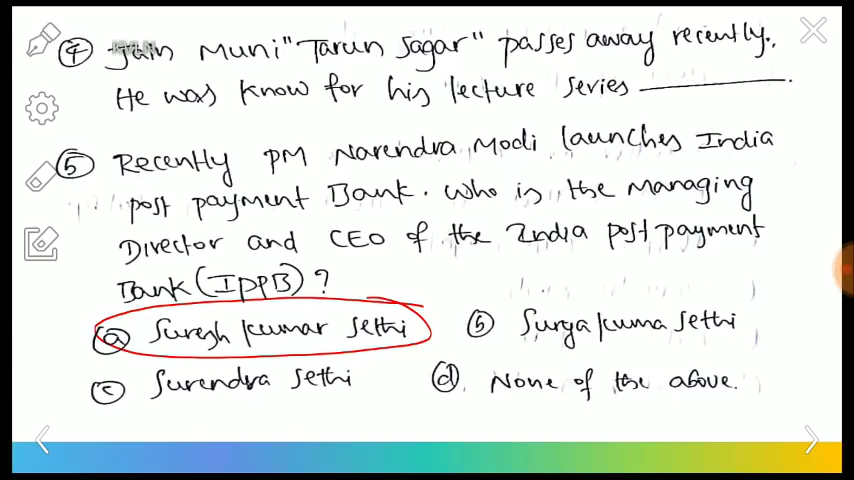 ④ Jain Muni "Tarun Sagar" passes away recently.
He was know for his lecture series ________.
⑤ Recently PM Narendra Modi launches India
post payment Bank. Who is the Managing
Director and CEO of the India post payment
Bank (IPPB) ?
ⓐ Suresh kumar Sethi ⓑ Surya kuma Sethi
ⓒ Surendra Sethi ⓓ None of the above.